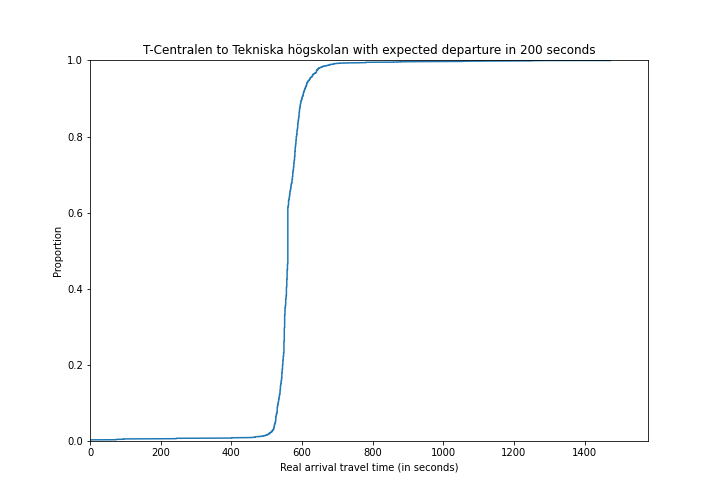 T-Centralen to Tekniska högskolan with expected departure in 200 seconds
1.0
0.8
0.6
0.4
0.2
0.0
Proportion
0 200 400 600 800 1000 1200 1400
Real arrival travel time (in seconds)